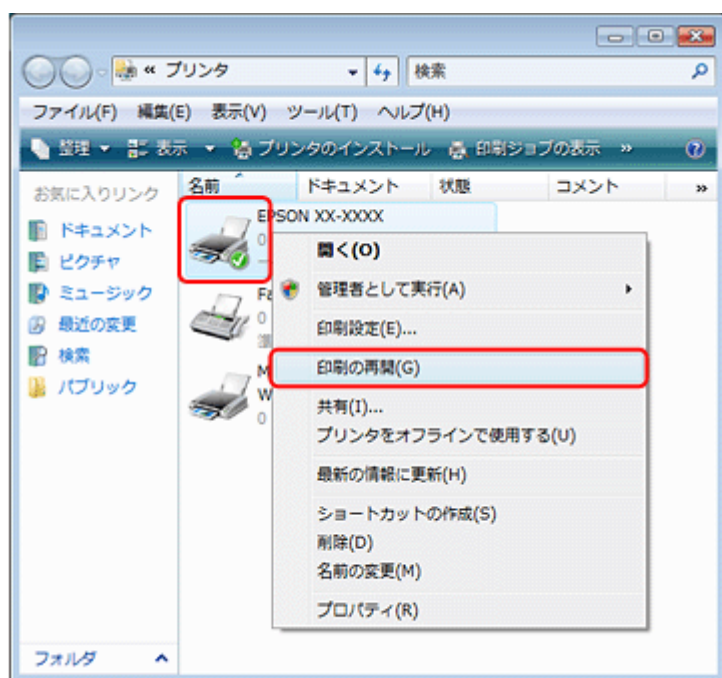 « プリンタ
検索
ファイル(F) 編集(E) 表示(V) ツール(T) ヘルプ(H)
整理 表示 プリンタのインストール 印刷ジョブの表示 »
お気に入りリンク
ドキュメント
ピクチャ
ミュージック
最近の変更
検索
パブリック
フォルダ
名前 ドキュメント 状態 コメント »
EPSON XX-XXXX
0
Fa
0
M
W
0
開く(O)
管理者として実行(A)
印刷設定(E)...
印刷の再開(G)
共有(I)...
プリンタをオフラインで使用する(U)
最新の情報に更新(H)
ショートカットの作成(S)
削除(D)
名前の変更(M)
プロパティ(R)